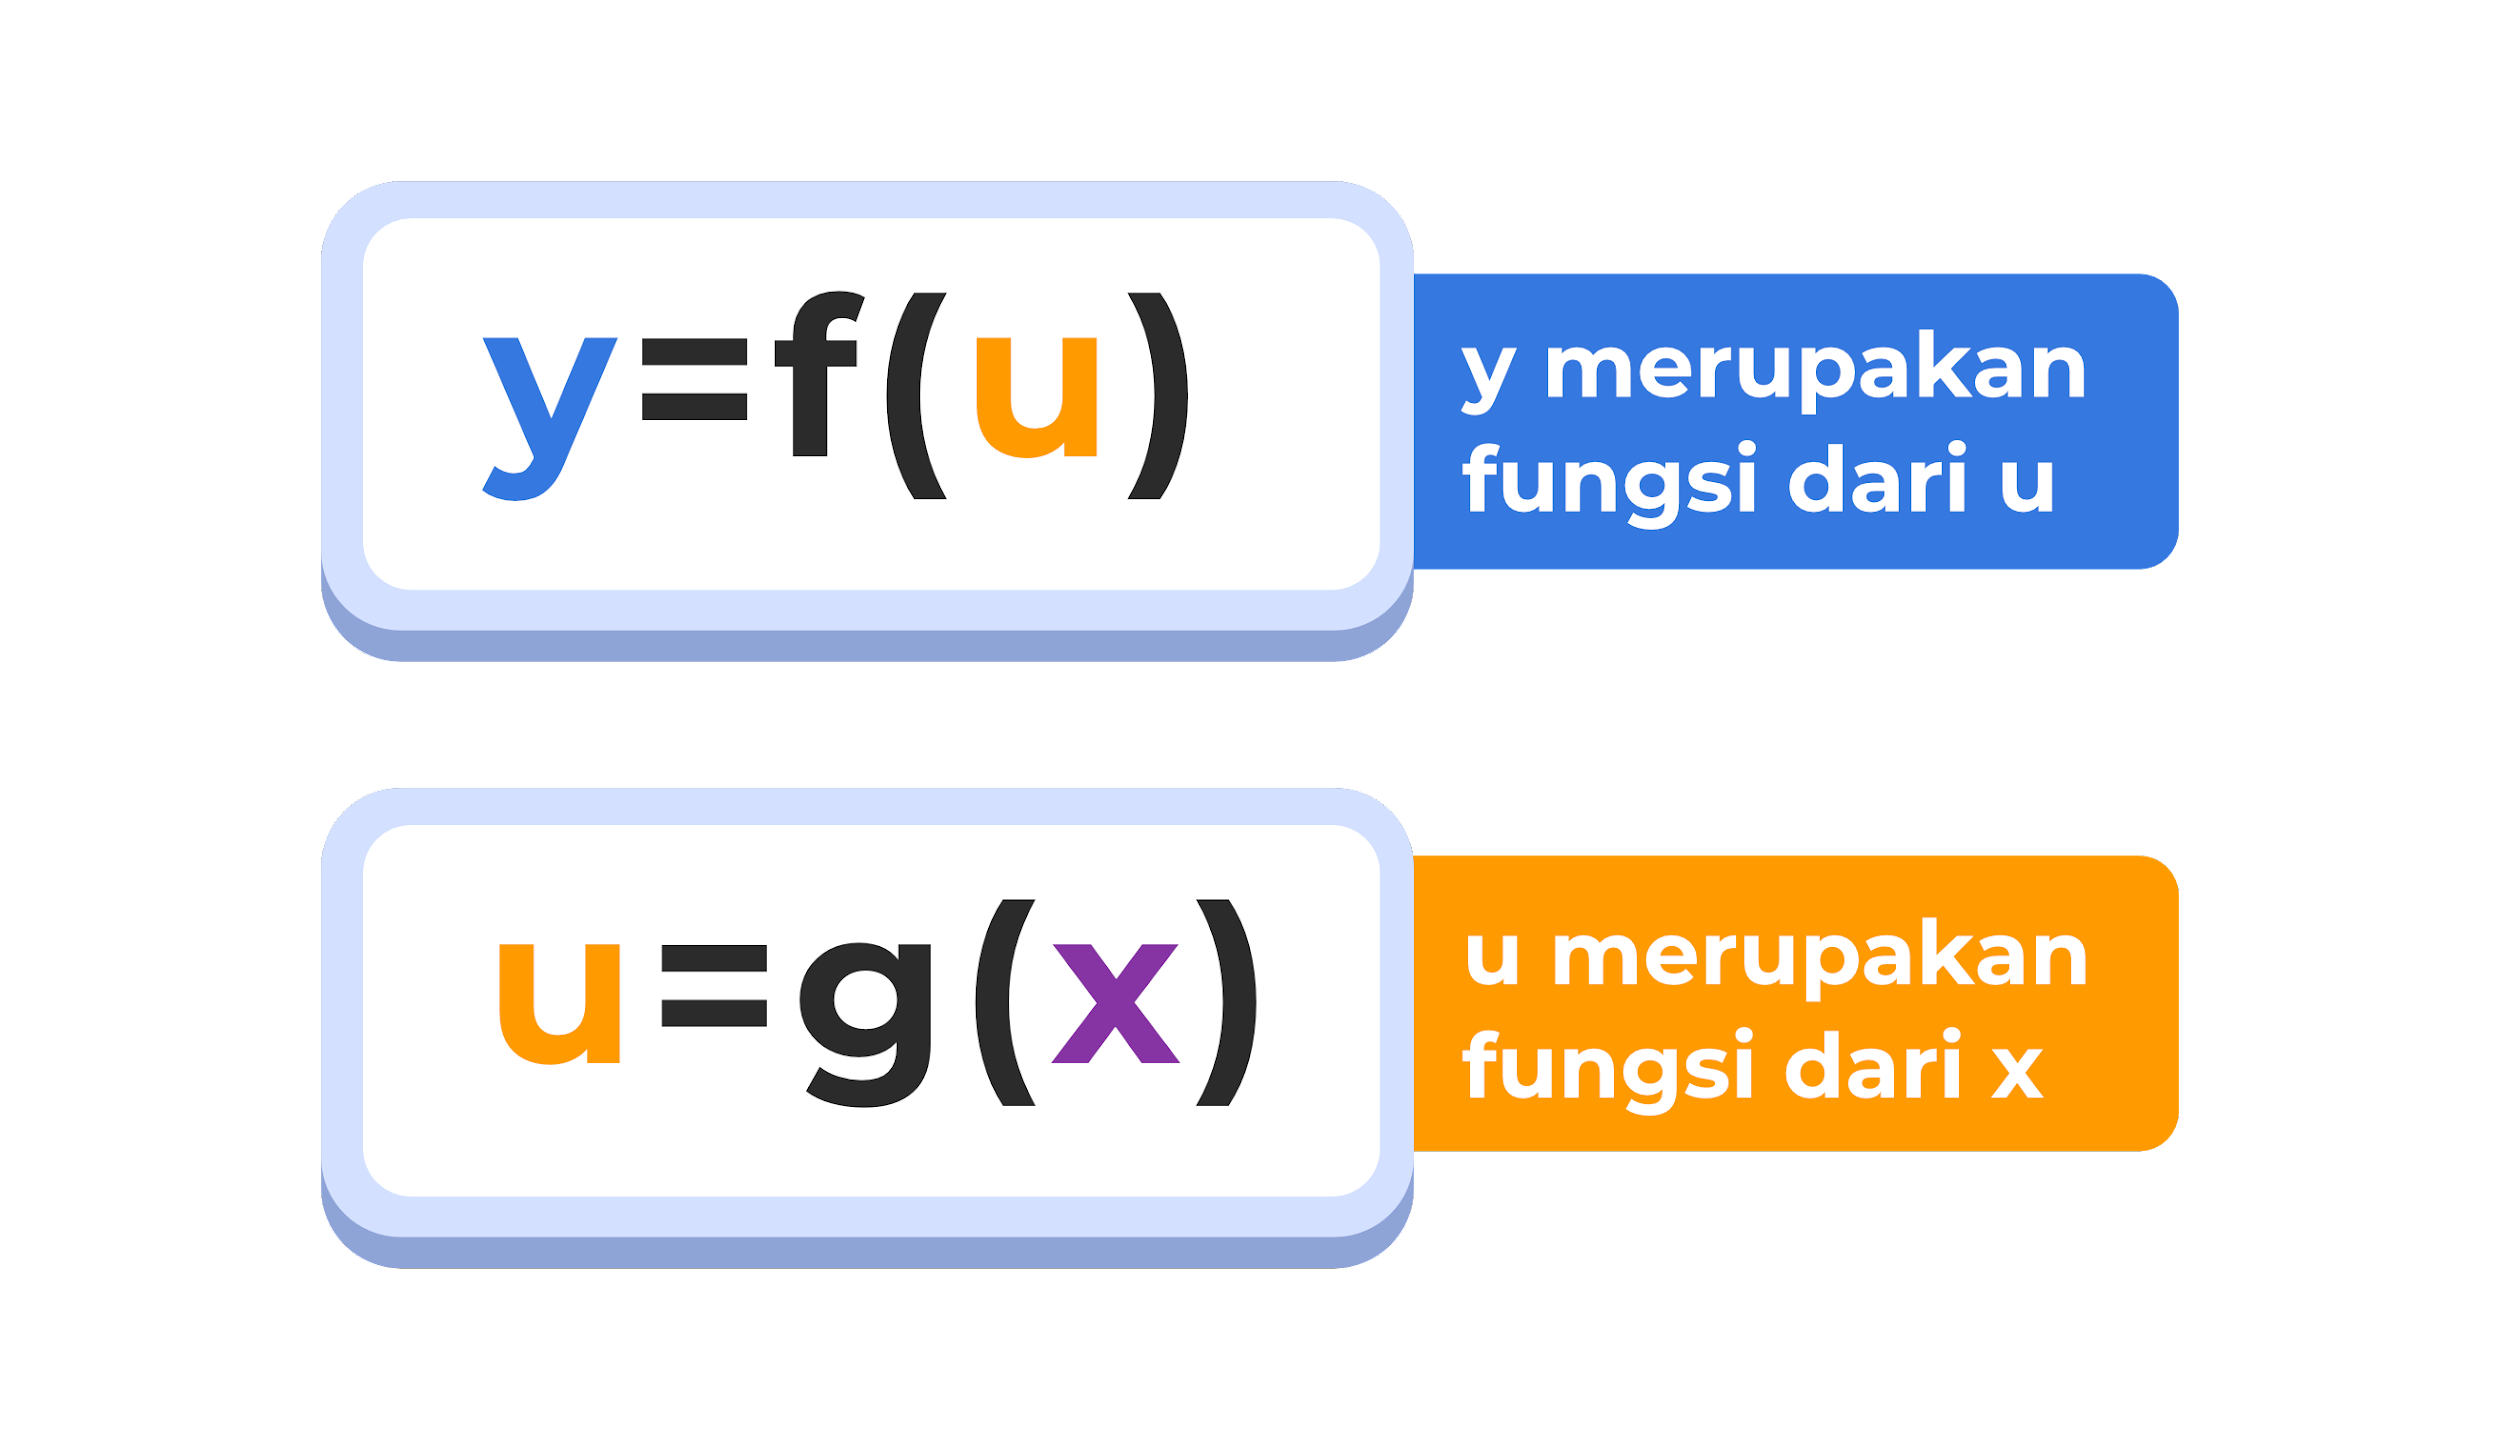 y=f(u)
y merupakan
fungsi dari u
u=g(x)
u merupakan
fungsi dari x